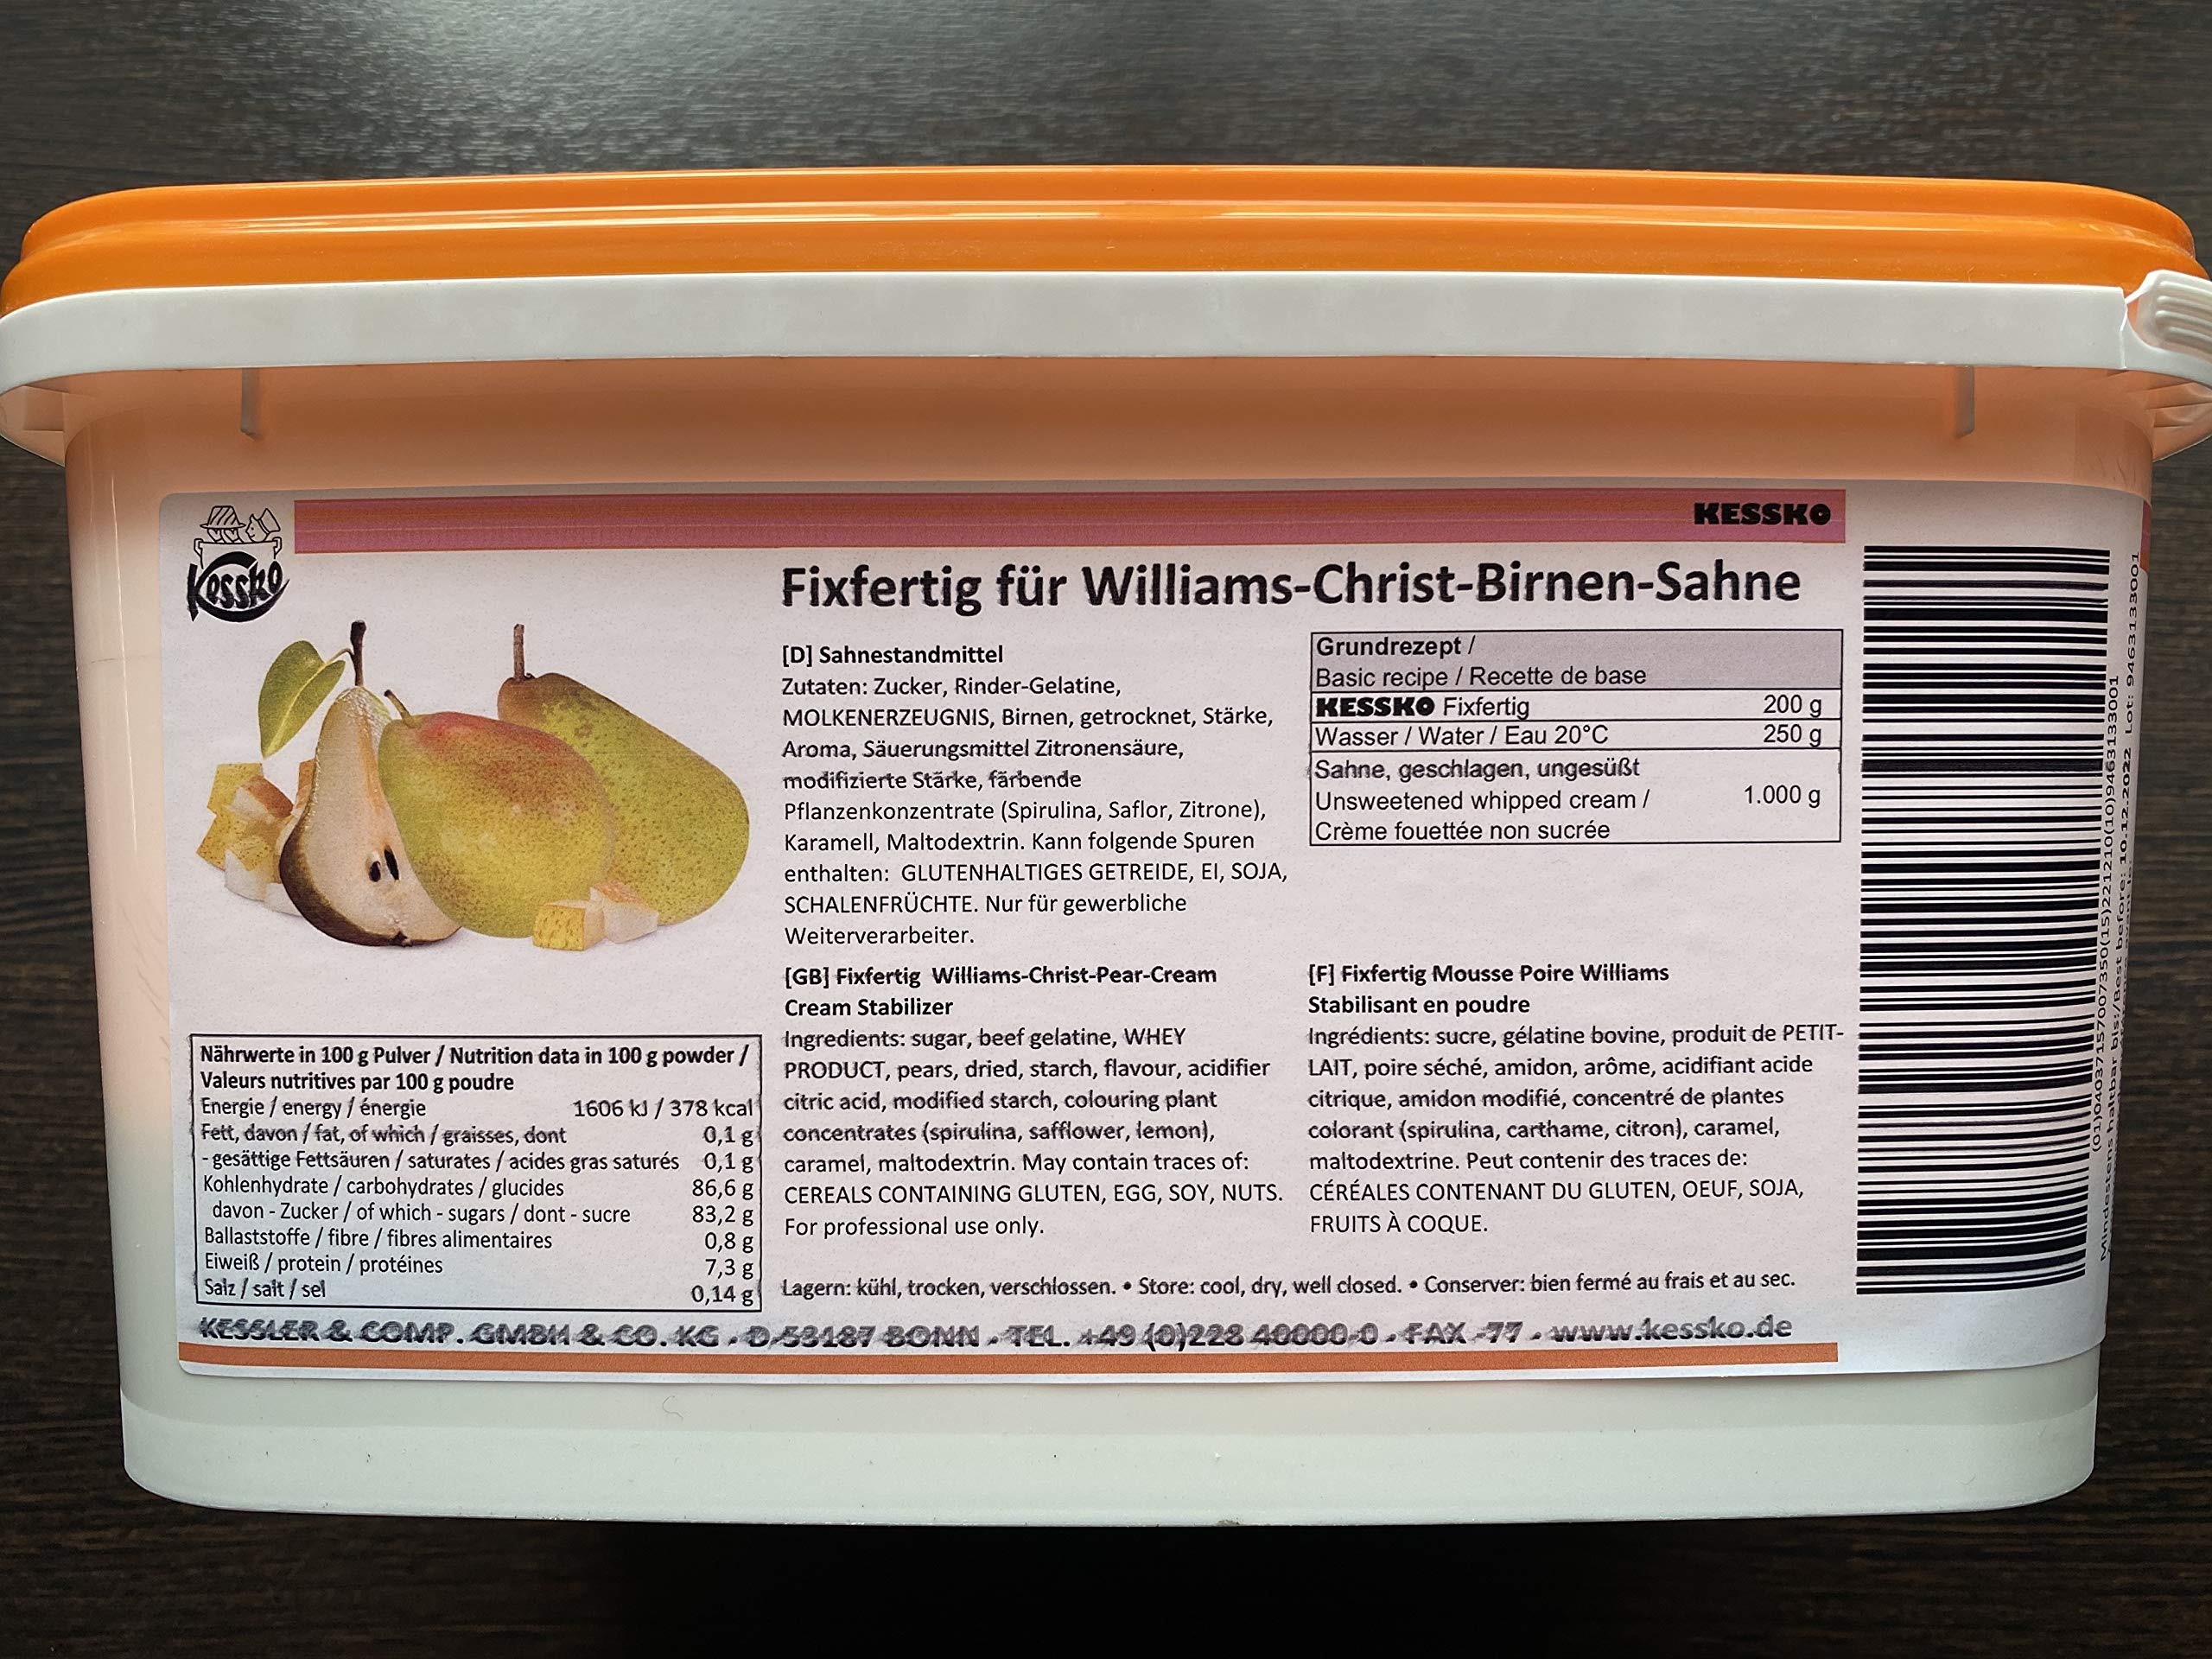 KESSKO
Kessko
Fixfertig für Williams-Christ-Birnen-Sahne
[D] Sahnestandmittel
Zutaten: Zucker, Rinder-Gelatine,
MOLKENERZEUGNIS, Birnen, getrocknet, Stärke,
Aroma, Säuerungsmittel Zitronensäure,
modifizierte Stärke, färbende
Pflanzenkonzentrate (Spirulina, Saflor, Zitrone),
Karamell, Maltodextrin. Kann folgende Spuren
enthalten: GLUTENHALTIGES GETREIDE, EI, SOJA,
SCHALENFRÜCHTE. Nur für gewerbliche
Weiterverarbeiter.
Grundrezept /
Basic recipe / Recette de base
KESSKO Fixfertig 200 g
Wasser / Water / Eau 20°C 250 g
Sahne, geschlagen, ungesüßt
Unsweetened whipped cream / 1.000 g
Crème fouettée non sucrée
[GB] Fixfertig Williams-Christ-Pear-Cream
Cream Stabilizer
Ingredients: sugar, beef gelatine, WHEY
PRODUCT, pears, dried, starch, flavour, acidifier
citric acid, modified starch, colouring plant
concentrates (spirulina, safflower, lemon),
caramel, maltodextrin. May contain traces of:
CEREALS CONTAINING GLUTEN, EGG, SOY, NUTS.
For professional use only.
[F] Fixfertig Mousse Poire Williams
Stabilisant en poudre
Ingrédients: sucre, gélatine bovine, produit de PETIT-
LAIT, poire séché, amidon, arôme, acidifiant acide
citrique, amidon modifié, concentré de plantes
colorant (spirulina, carthame, citron), caramel,
maltodextrine. Peut contenir des traces de:
CÉRÉALES CONTENANT DU GLUTEN, OEUF, SOJA,
FRUITS À COQUE.
Nährwerte in 100 g Pulver / Nutrition data in 100 g powder /
Valeurs nutritives par 100 g poudre
Energie / energy / énergie 1606 kJ / 378 kcal
Fett, davon / fat, of which / graisses, dont 0,1 g
- gesättige Fettsäuren / saturates / acides gras saturés 0,1 g
Kohlenhydrate / carbohydrates / glucides 86,6 g
davon - Zucker / of which - sugars / dont - sucre 83,2 g
Ballaststoffe / fibre / fibres alimentaires 0,8 g
Eiweiß / protein / protéines 7,3 g
Salz / salt / sel 0,14 g
Lagern: kühl, trocken, verschlossen. • Store: cool, dry, well closed. • Conserver: bien fermé au frais et au sec.
KESSLER & COMP. GMBH & CO. KG • D-53187 BONN • TEL. +49 (0)228 40000-0 • FAX -77 • www.kessko.de
(01)04037157007350(15)221210(10)9463133001
Mindestens haltbar bis:/Best before: 10.12.2022 Lot: 9463133001